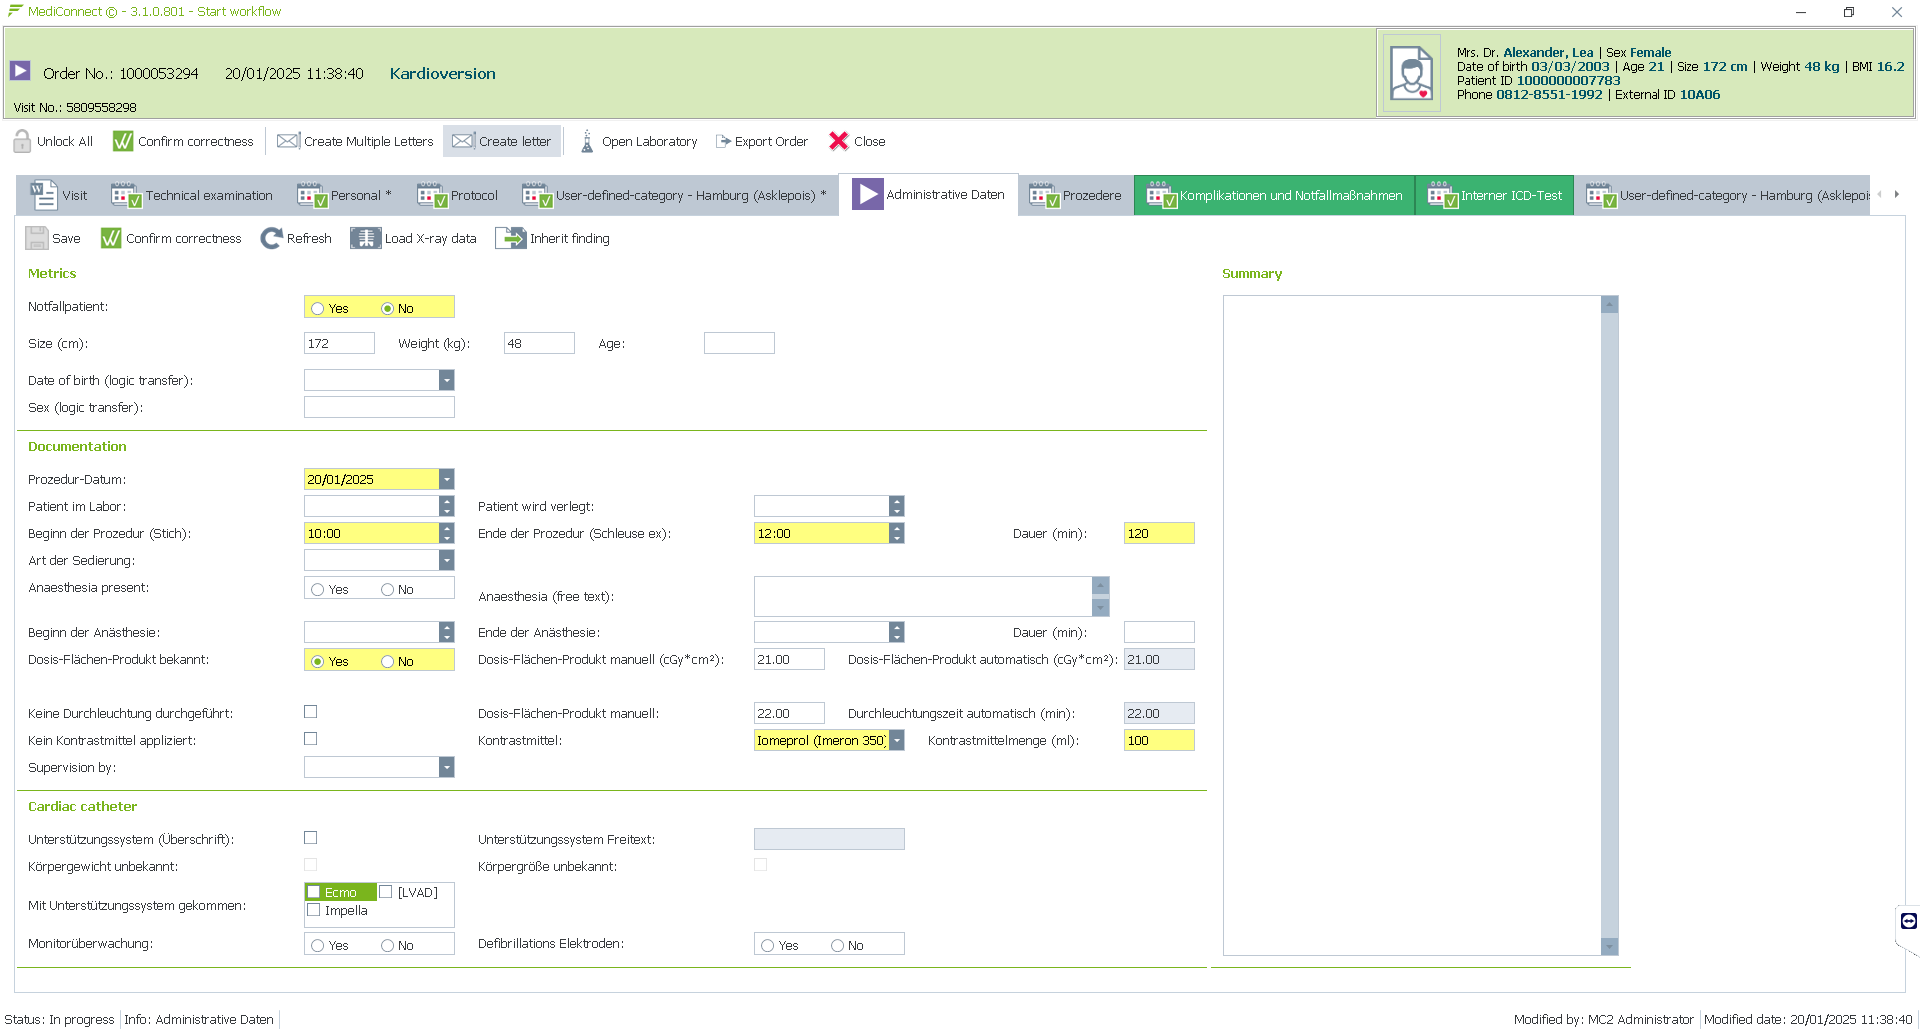 MediConnect © - 3.1.0.801 - Start workflow
Order No.: 1000053294 20/01/2025 11:38:40 Kardioversion
Visit No.: 5809558298
Mrs. Dr. Alexander, Lea | Sex Female
Date of birth 03/03/2003 | Age 21 | Size 172 cm | Weight 48 kg | BMI 16.2
Patient ID 1000000007783
Phone 0812-8551-1992 | External ID 10A06
Unlock All Confirm correctness Create Multiple Letters Create letter Open Laboratory Export Order Close
Visit Technical examination Personal * Protocol User-defined-category - Hamburg (Asklepois) * Administrative Daten Prozedere Komplikationen und Notfallmaßnahmen Interner ICD-Test User-defined-category - Hamburg (Asklepois
Save Confirm correctness Refresh Load X-ray data Inherit finding
Metrics
Notfallpatient: Yes No
Size (cm): 172 Weight (kg): 48 Age:
Date of birth (logic transfer):
Sex (logic transfer):
Documentation
Prozedur-Datum: 20/01/2025
Patient im Labor: Patient wird verlegt:
Beginn der Prozedur (Stich): 10:00 Ende der Prozedur (Schleuse ex): 12:00 Dauer (min): 120
Art der Sedierung:
Anaesthesia present: Yes No Anaesthesia (free text):
Beginn der Anästhesie: Ende der Anästhesie: Dauer (min):
Dosis-Flächen-Produkt bekannt: Yes No Dosis-Flächen-Produkt manuell (cGy*cm²): 21.00 Dosis-Flächen-Produkt automatisch (cGy*cm²): 21.00
Keine Durchleuchtung durchgeführt: Dosis-Flächen-Produkt manuell: 22.00 Durchleuchtungszeit automatisch (min): 22.00
Kein Kontrastmittel appliziert: Kontrastmittel: Iomeprol (Imeron 350) Kontrastmittelmenge (ml): 100
Supervision by:
Cardiac catheter
Unterstützungssystem (Überschrift): Unterstützungssystem Freitext:
Körpergewicht unbekannt: Körpergröße unbekannt:
Mit Unterstützungssystem gekommen: Ecmo [LVAD]
Impella
Monitorüberwachung: Yes No Defibrillations Elektroden: Yes No
Summary
Status: In progress Info: Administrative Daten
Modified by: MC2 Administrator Modified date: 20/01/2025 11:38:40